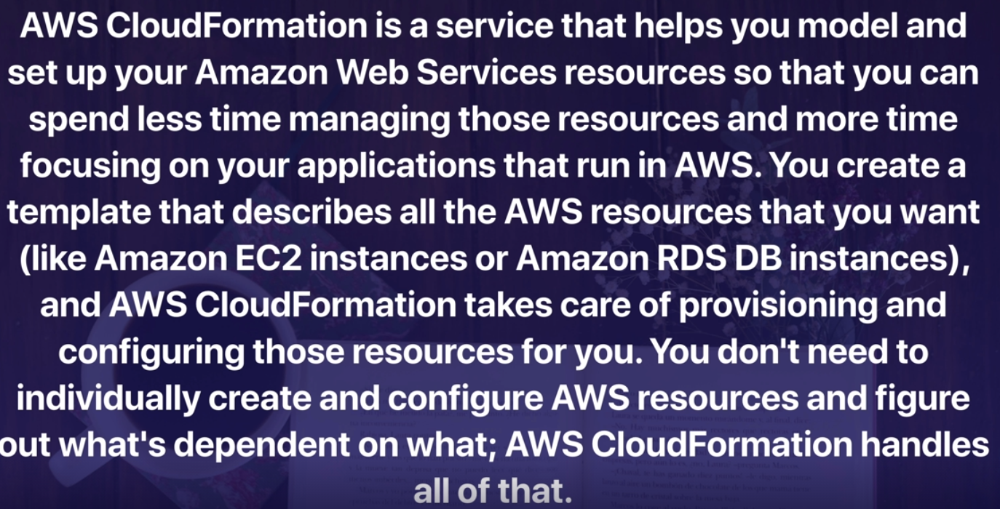 AWS CloudFormation is a service that helps you model and
set up your Amazon Web Services resources so that you can
spend less time managing those resources and more time
focusing on your applications that run in AWS. You create a
template that describes all the AWS resources that you want
(like Amazon EC2 instances or Amazon RDS DB instances),
and AWS CloudFormation takes care of provisioning and
configuring those resources for you. You don't need to
individually create and configure AWS resources and figure
out what's dependent on what; AWS CloudFormation handles
all of that.